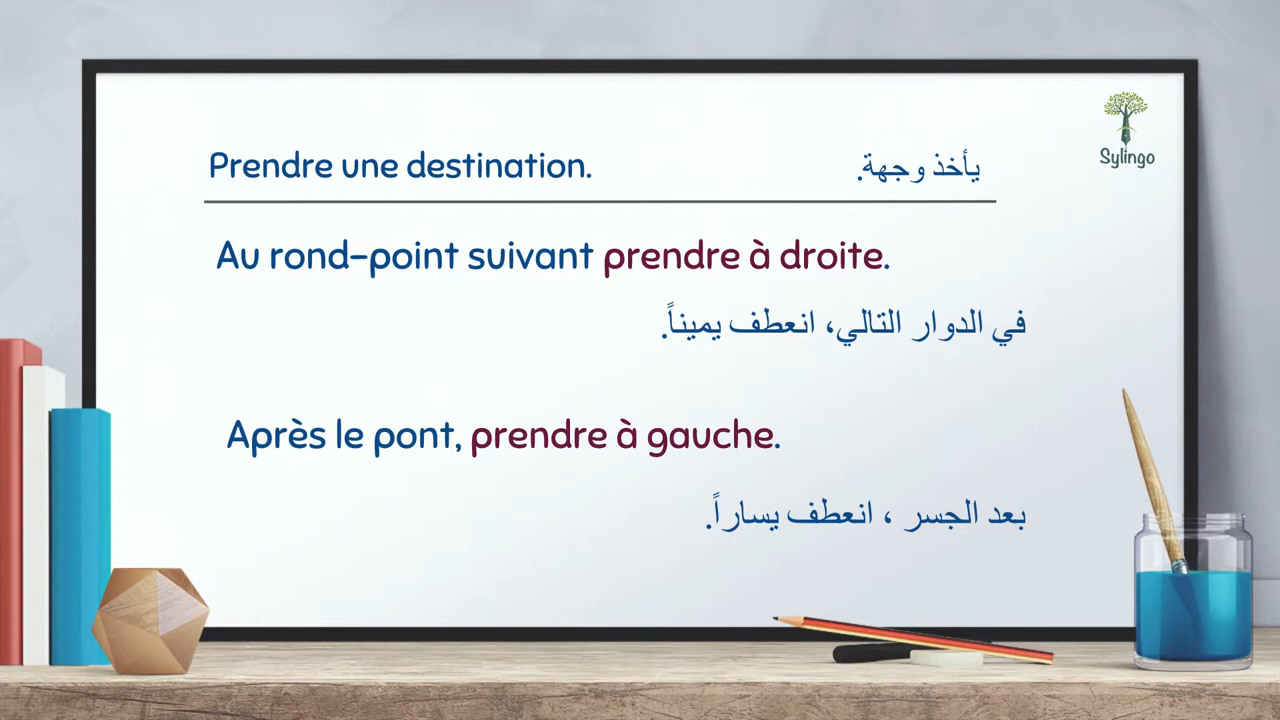 Sylingo
Prendre une destination.
يأخذ وجهة.
Au rond-point suivant prendre à droite.
في الدوار التالي، انعطف يميناً.
Après le pont, prendre à gauche.
بعد الجسر ، انعطف يساراً.